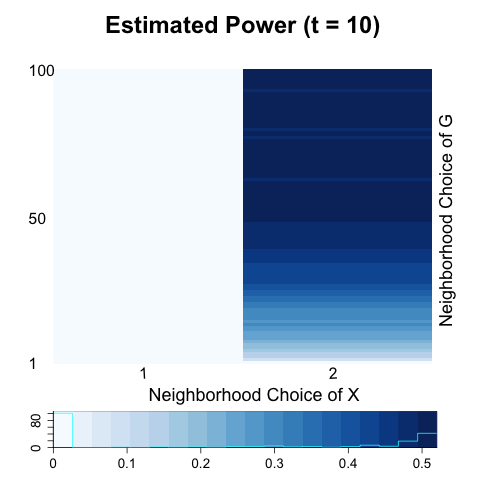 Estimated Power (t = 10)
100
50
1
Neighborhood Choice of G
1 2
Neighborhood Choice of X
0 80
0 0.1 0.2 0.3 0.4 0.5